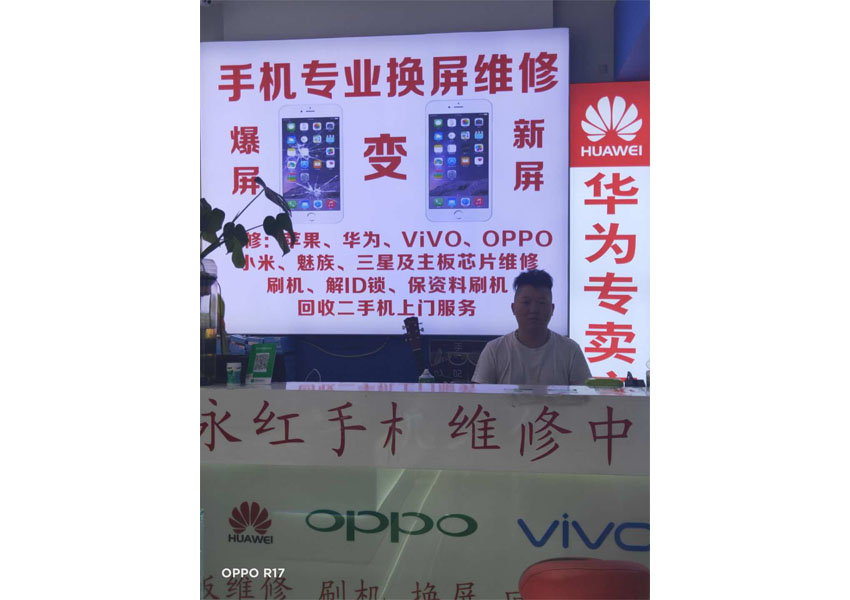 手机专业换屏维修
爆屏
变
新屏
修：苹果、华为、ViVO、OPPO
小米、魅族、三星及主板芯片维修
刷机、解ID锁、保资料刷机
回收二手机上门服务
HUAWEI
华为专卖
永红手机维修中
HUAWEI
oppo
vivo
OPPO R17
板维修 刷机 换屏